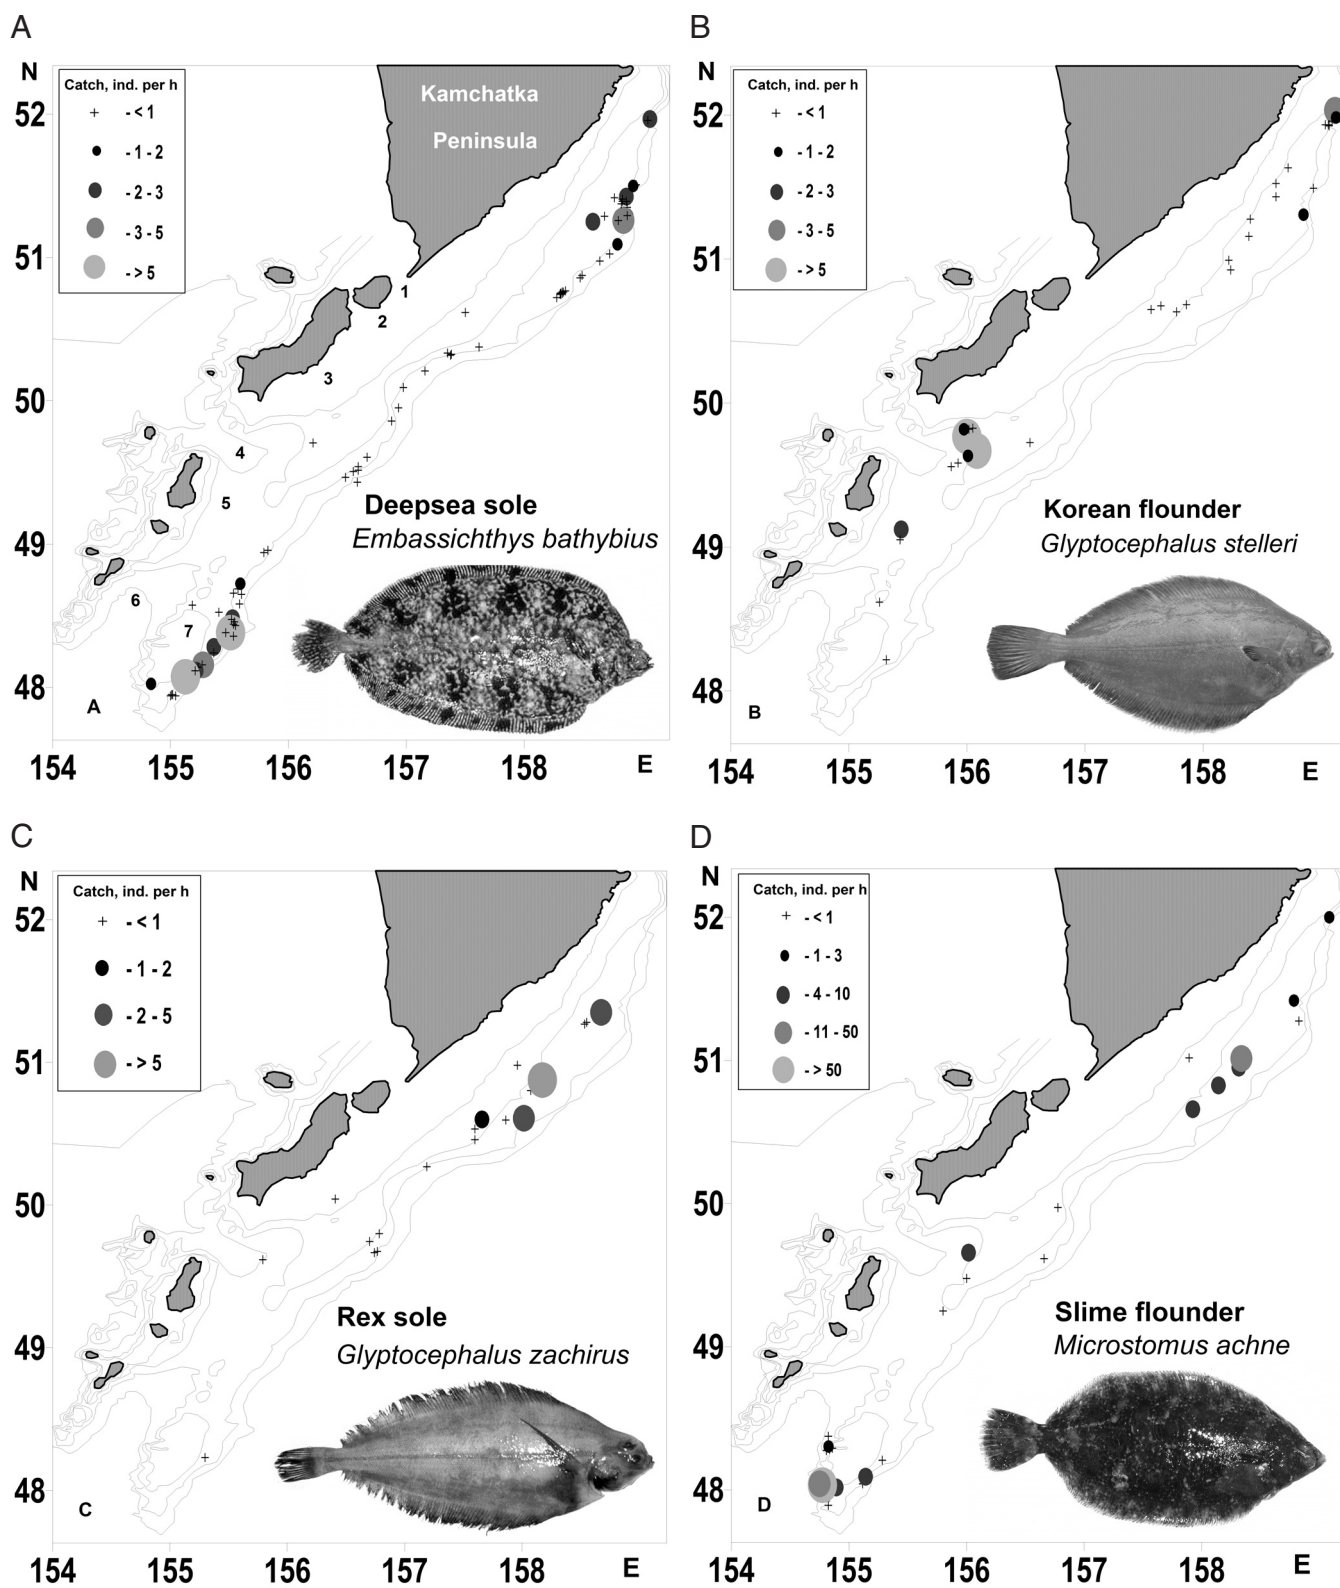 A
N
52
51
50
49
48
154 155 156 157 158 E
Catch, ind. per h
- < 1
- 1 - 2
- 2 - 3
- 3 - 5
- > 5
Kamchatka
Peninsula
1
2
3
4
5
6
7
Deepsea sole
Embassichthys bathybius
A
B
N
52
51
50
49
48
154 155 156 157 158 E
Catch, ind. per h
- < 1
- 1 - 2
- 2 - 3
- 3 - 5
- > 5
Korean flounder
Glyptocephalus stelleri
B
C
N
52
51
50
49
48
154 155 156 157 158 E
Catch, ind. per h
- < 1
- 1 - 2
- 2 - 5
- > 5
Rex sole
Glyptocephalus zachirus
C
D
N
52
51
50
49
48
154 155 156 157 158 E
Catch, ind. per h
- < 1
- 1 - 3
- 4 - 10
- 11 - 50
- > 50
Slime flounder
Microstomus achne
D